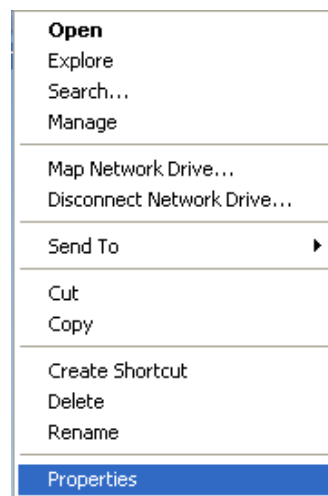 Open
Explore
Search...
Manage
Map Network Drive...
Disconnect Network Drive...
Send To
Cut
Copy
Create Shortcut
Delete
Rename
Properties